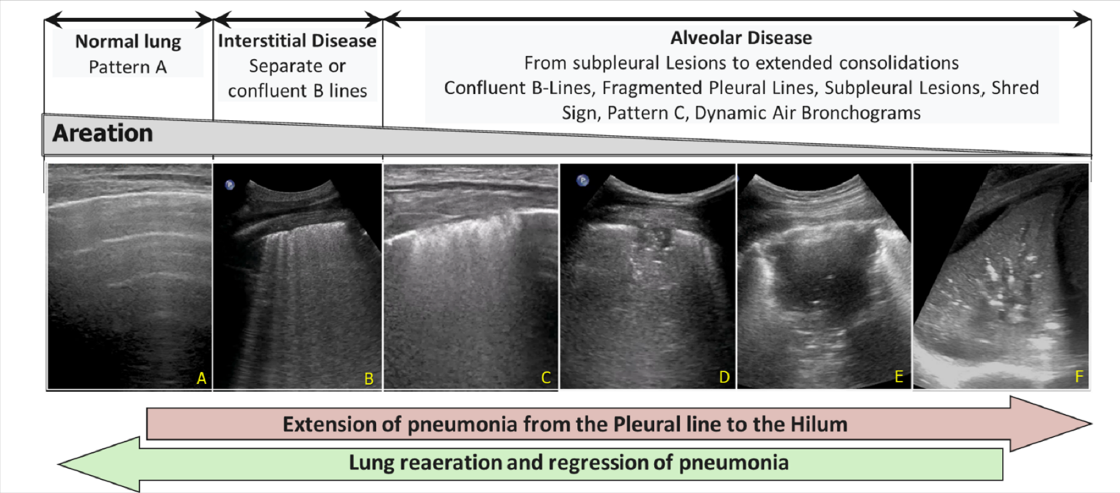 Normal lung
Pattern A
Interstitial Disease
Separate or
confluent B lines
Alveolar Disease
From subpleural Lesions to extended consolidations
Confluent B-Lines, Fragmented Pleural Lines, Subpleural Lesions, Shred
Sign, Pattern C, Dynamic Air Bronchograms
Areation
A
B
C
D
E
F
Extension of pneumonia from the Pleural line to the Hilum
Lung reaeration and regression of pneumonia